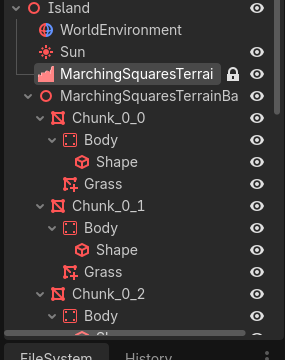 Island
WorldEnvironment
Sun
MarchingSquaresTerrai
MarchingSquaresTerrainBa
Chunk_0_0
Body
Shape
Grass
Chunk_0_1
Body
Shape
Grass
Chunk_0_2
Body
FileSystem History